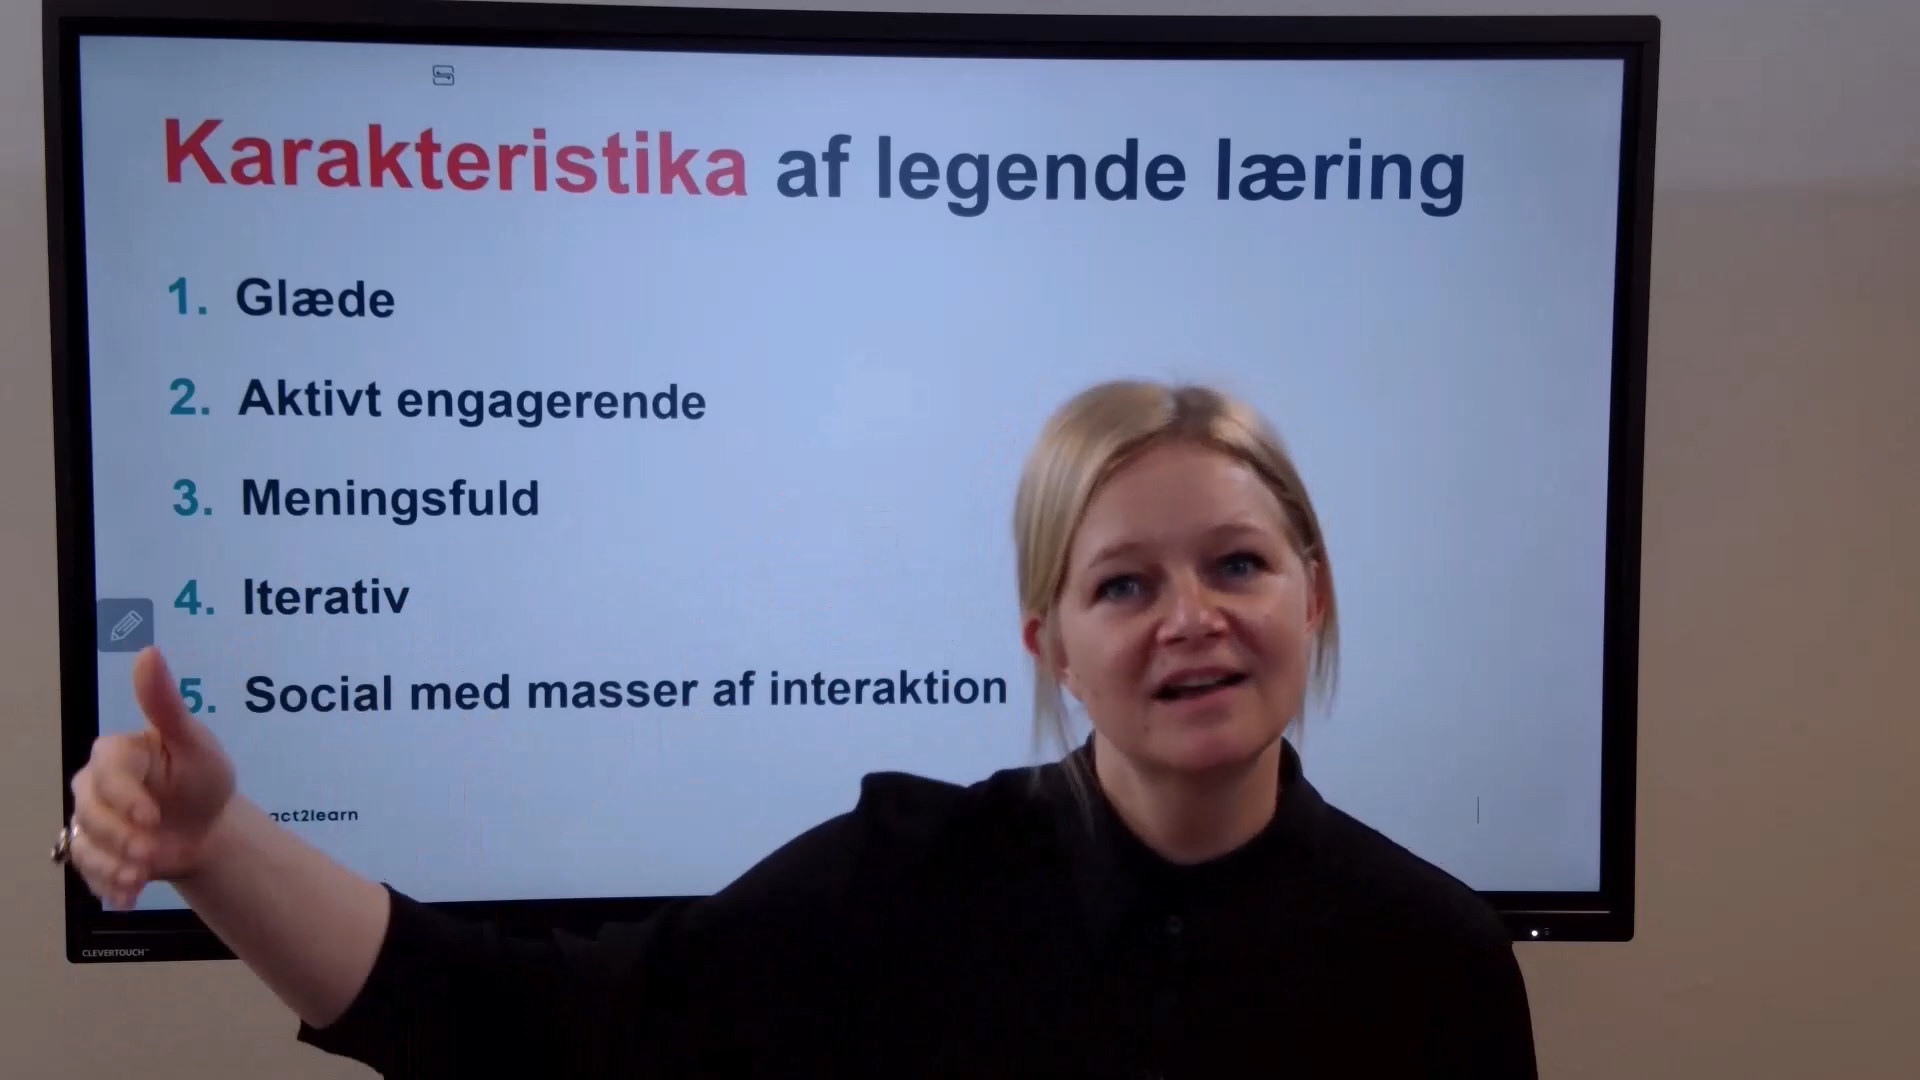 Karakteristika af legende læring
1. Glæde
2. Aktivt engagerende
3. Meningsfuld
4. Iterativ
5. Social med masser af interaktion
act2learn
CLEVERTOUCH™